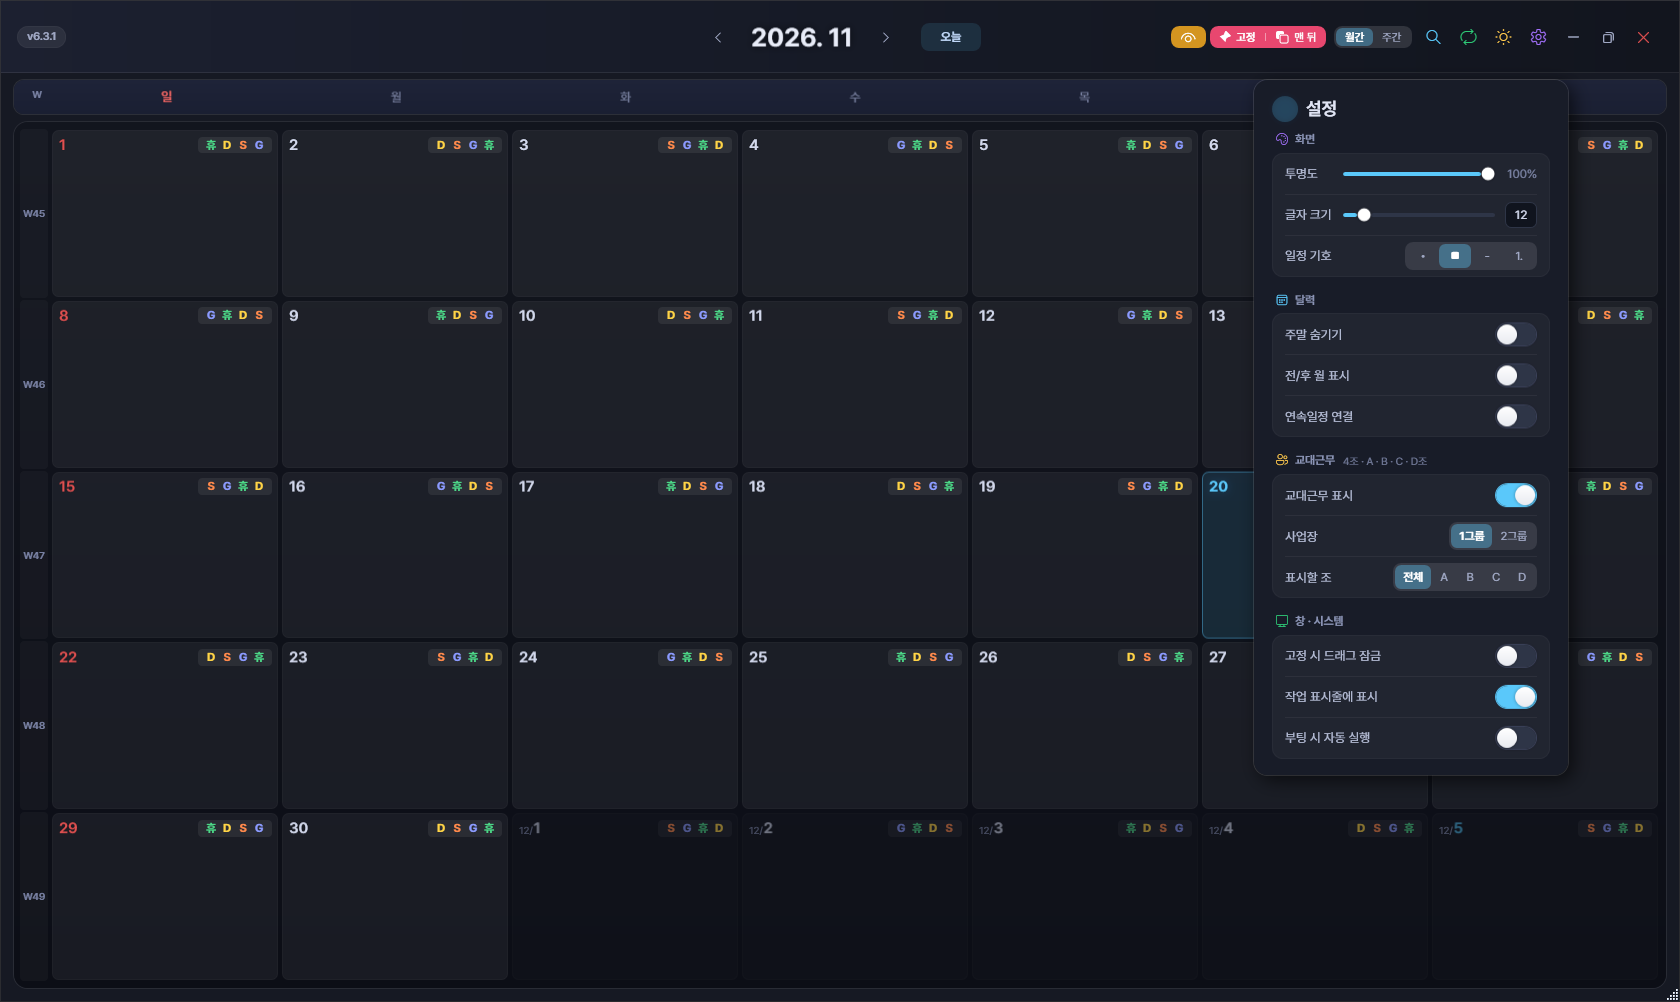 v6.3.1
2026. 11
오늘
고정
맨 뒤
월간
주간
W
일
월
화
수
목
W45
1 휴 D S G
2 D S G 휴
3 S G 휴 D
4 G 휴 D S
5 휴 D S G
6
S G 휴 D
W46
8 G 휴 D S
9 휴 D S G
10 D S G 휴
11 S G 휴 D
12 G 휴 D S
13
D S G 휴
W47
15 S G 휴 D
16 G 휴 D S
17 휴 D S G
18 D S G 휴
19 S G 휴 D
20
휴 D S G
W48
22 D S G 휴
23 S G 휴 D
24 G 휴 D S
25 휴 D S G
26 D S G 휴
27
G 휴 D S
W49
29 휴 D S G
30 D S G 휴
12/1 S G 휴 D
12/2 G 휴 D S
12/3 휴 D S G
12/4 D S G 휴
12/5 S G 휴 D
설정
화면
투명도 100%
글자 크기 12
일정 기호 • ■ - 1.
달력
주말 숨기기
전/후 월 표시
연속일정 연결
교대근무 4조 · A · B · C · D조
교대근무 표시
사업장 1그룹 2그룹
표시할 조 전체 A B C D
창 · 시스템
고정 시 드래그 잠금
작업 표시줄에 표시
부팅 시 자동 실행